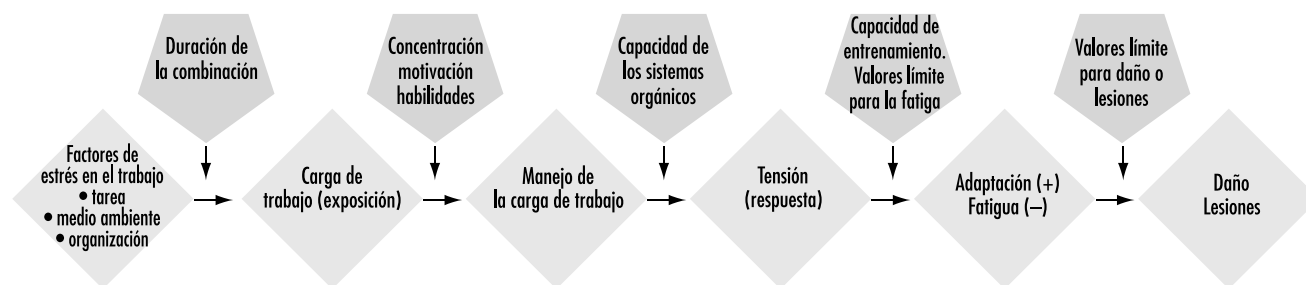 Duración de
la combinación
Concentración
motivación
habilidades
Capacidad de
los sistemas
orgánicos
Capacidad de
entrenamiento.
Valores límite
para la fatiga
Valores límite
para daño o
lesiones
Factores de
estrés en el trabajo
• tarea
• medio ambiente
• organización
Carga de
trabajo (exposición)
Manejo de
la carga de trabajo
Tensión
(respuesta)
Adaptación (+)
Fatigua (–)
Daño
Lesiones